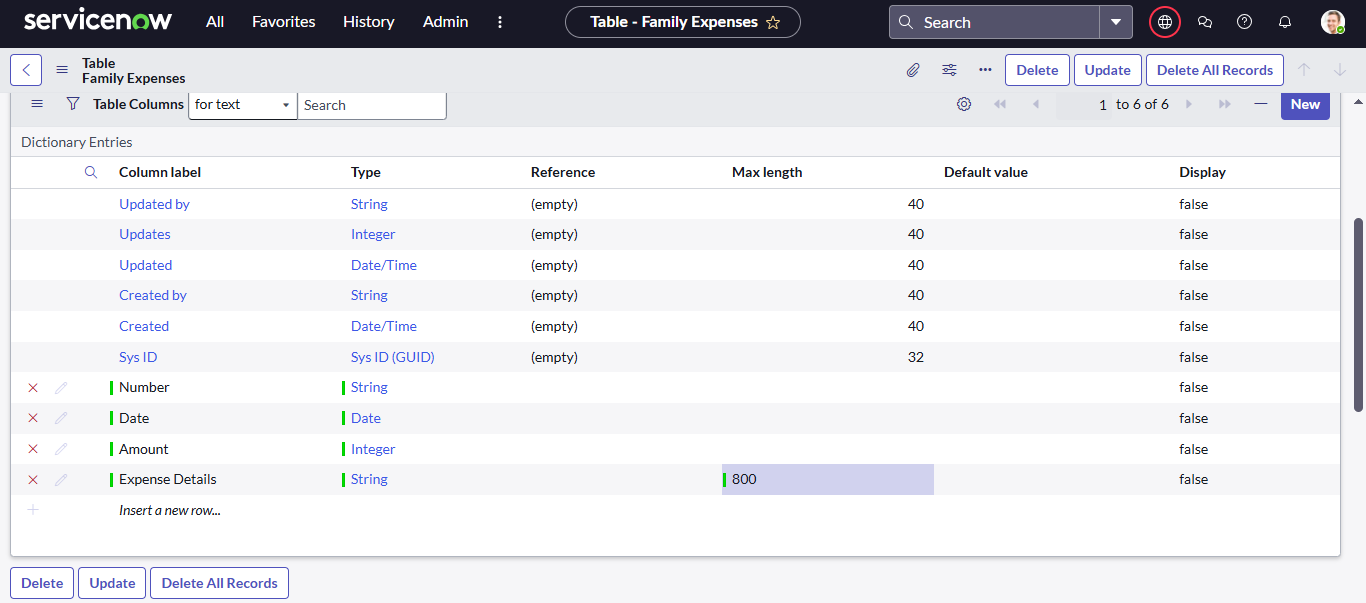 servicenow All Favorites History Admin Table - Family Expenses Search
Table
Family Expenses Delete Update Delete All Records
Table Columns for text Search 1 to 6 of 6 New
Dictionary Entries
Column label Type Reference Max length Default value Display
Updated by String (empty) 40 false
Updates Integer (empty) 40 false
Updated Date/Time (empty) 40 false
Created by String (empty) 40 false
Created Date/Time (empty) 40 false
Sys ID Sys ID (GUID) (empty) 32 false
Number String false
Date Date false
Amount Integer false
Expense Details String 800 false
Insert a new row...
Delete Update Delete All Records